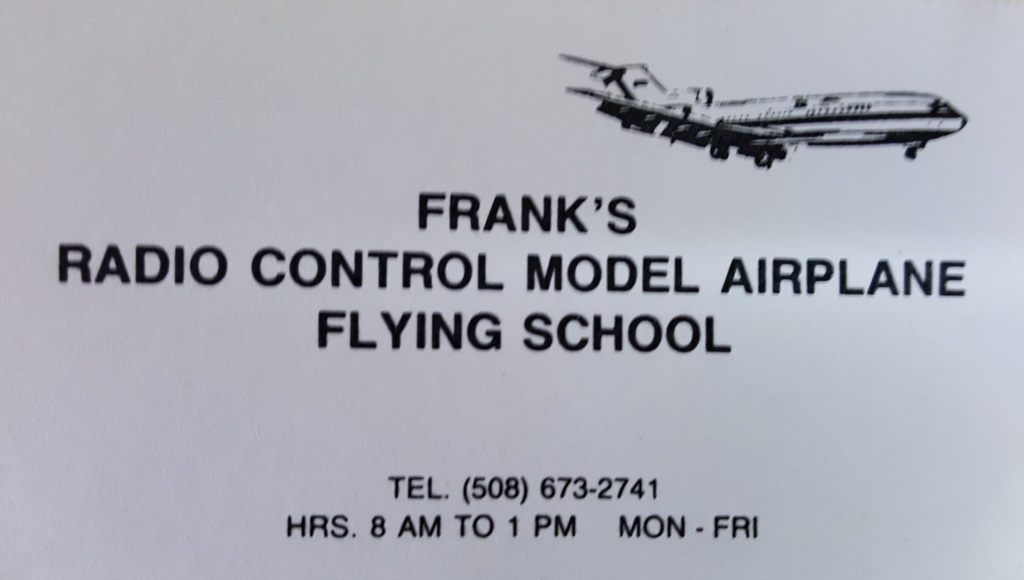 FRANK'S
RADIO CONTROL MODEL AIRPLANE
FLYING SCHOOL
TEL. (508) 673-2741
HRS. 8 AM TO 1 PM MON - FRI